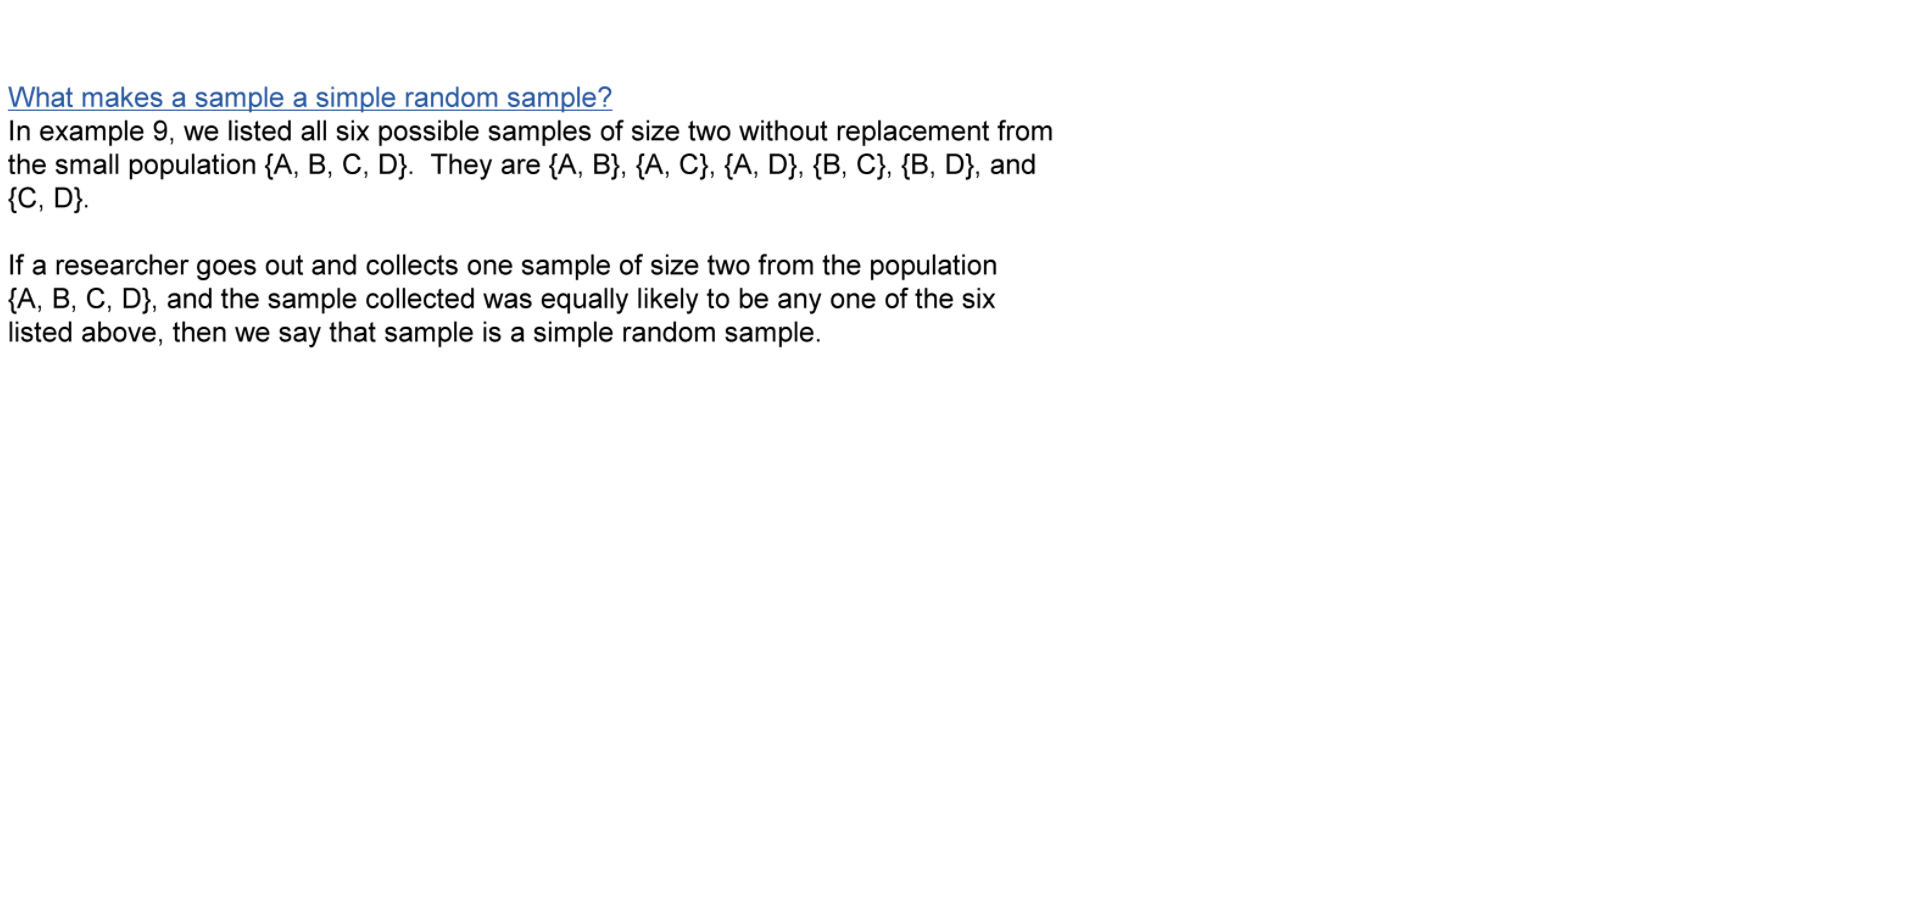 What makes a sample a simple random sample?
In example 9, we listed all six possible samples of size two without replacement from
the small population {A, B, C, D}.  They are {A, B}, {A, C}, {A, D}, {B, C}, {B, D}, and
{C, D}.
If a researcher goes out and collects one sample of size two from the population
{A, B, C, D}, and the sample collected was equally likely to be any one of the six
listed above, then we say that sample is a simple random sample.